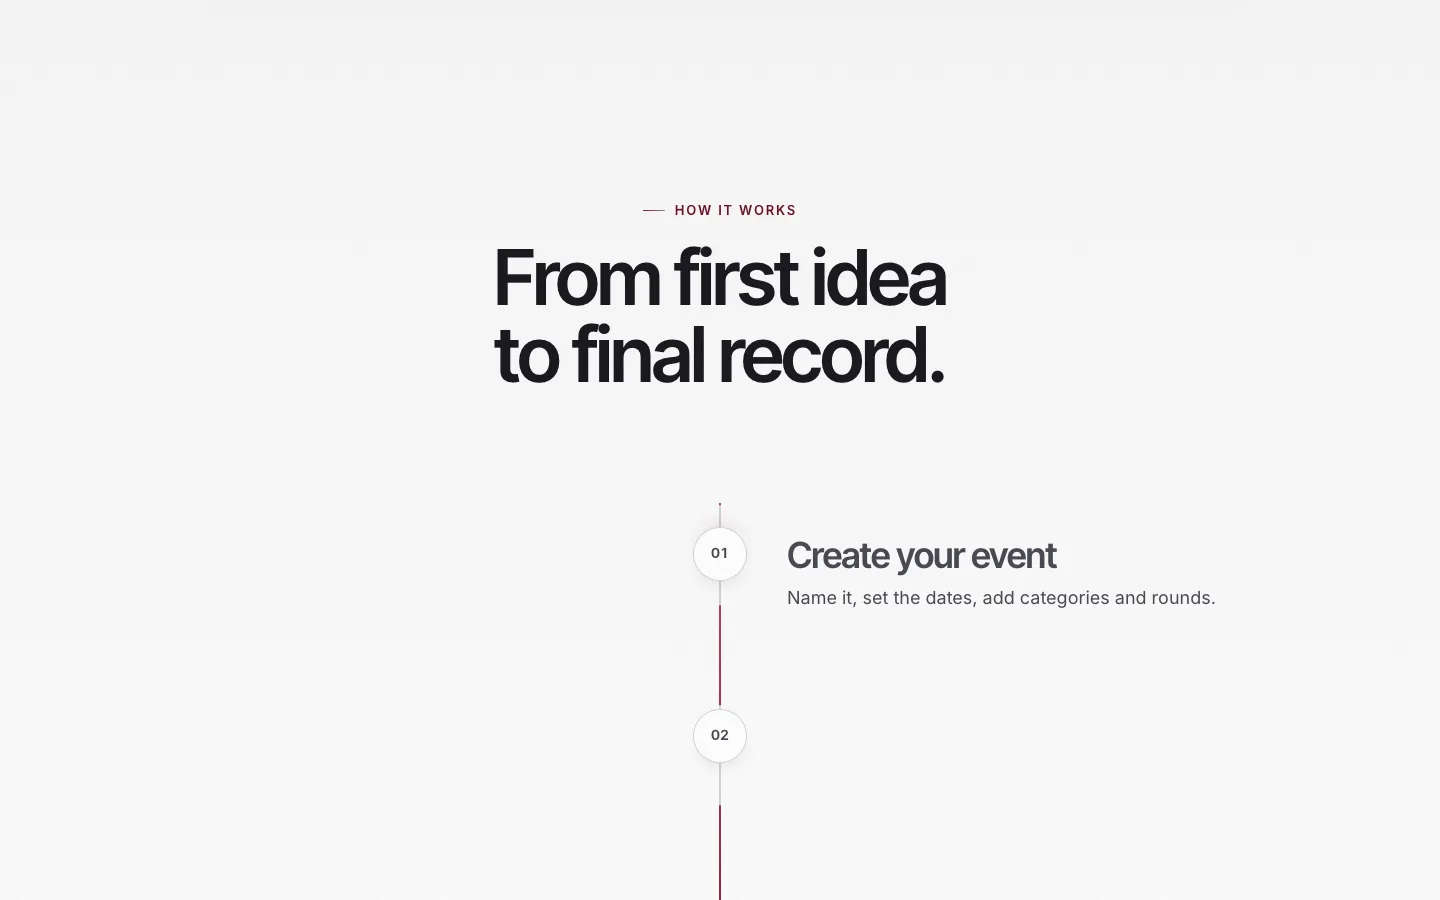 HOW IT WORKS
From first idea
to final record.
01
Create your event
Name it, set the dates, add categories and rounds.
02